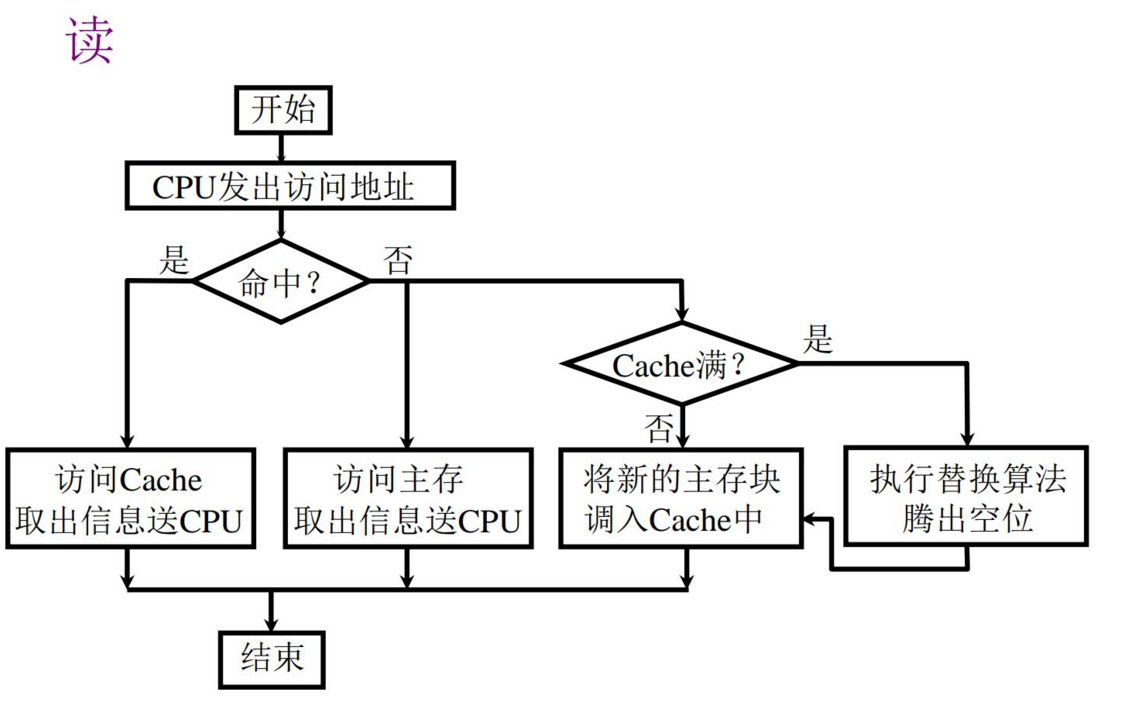 读
开始
CPU发出访问地址
是
命中?
否
Cache满?
是
否
访问Cache
取出信息送CPU
访问主存
取出信息送CPU
将新的主存块
调入Cache中
执行替换算法
腾出空位
结束